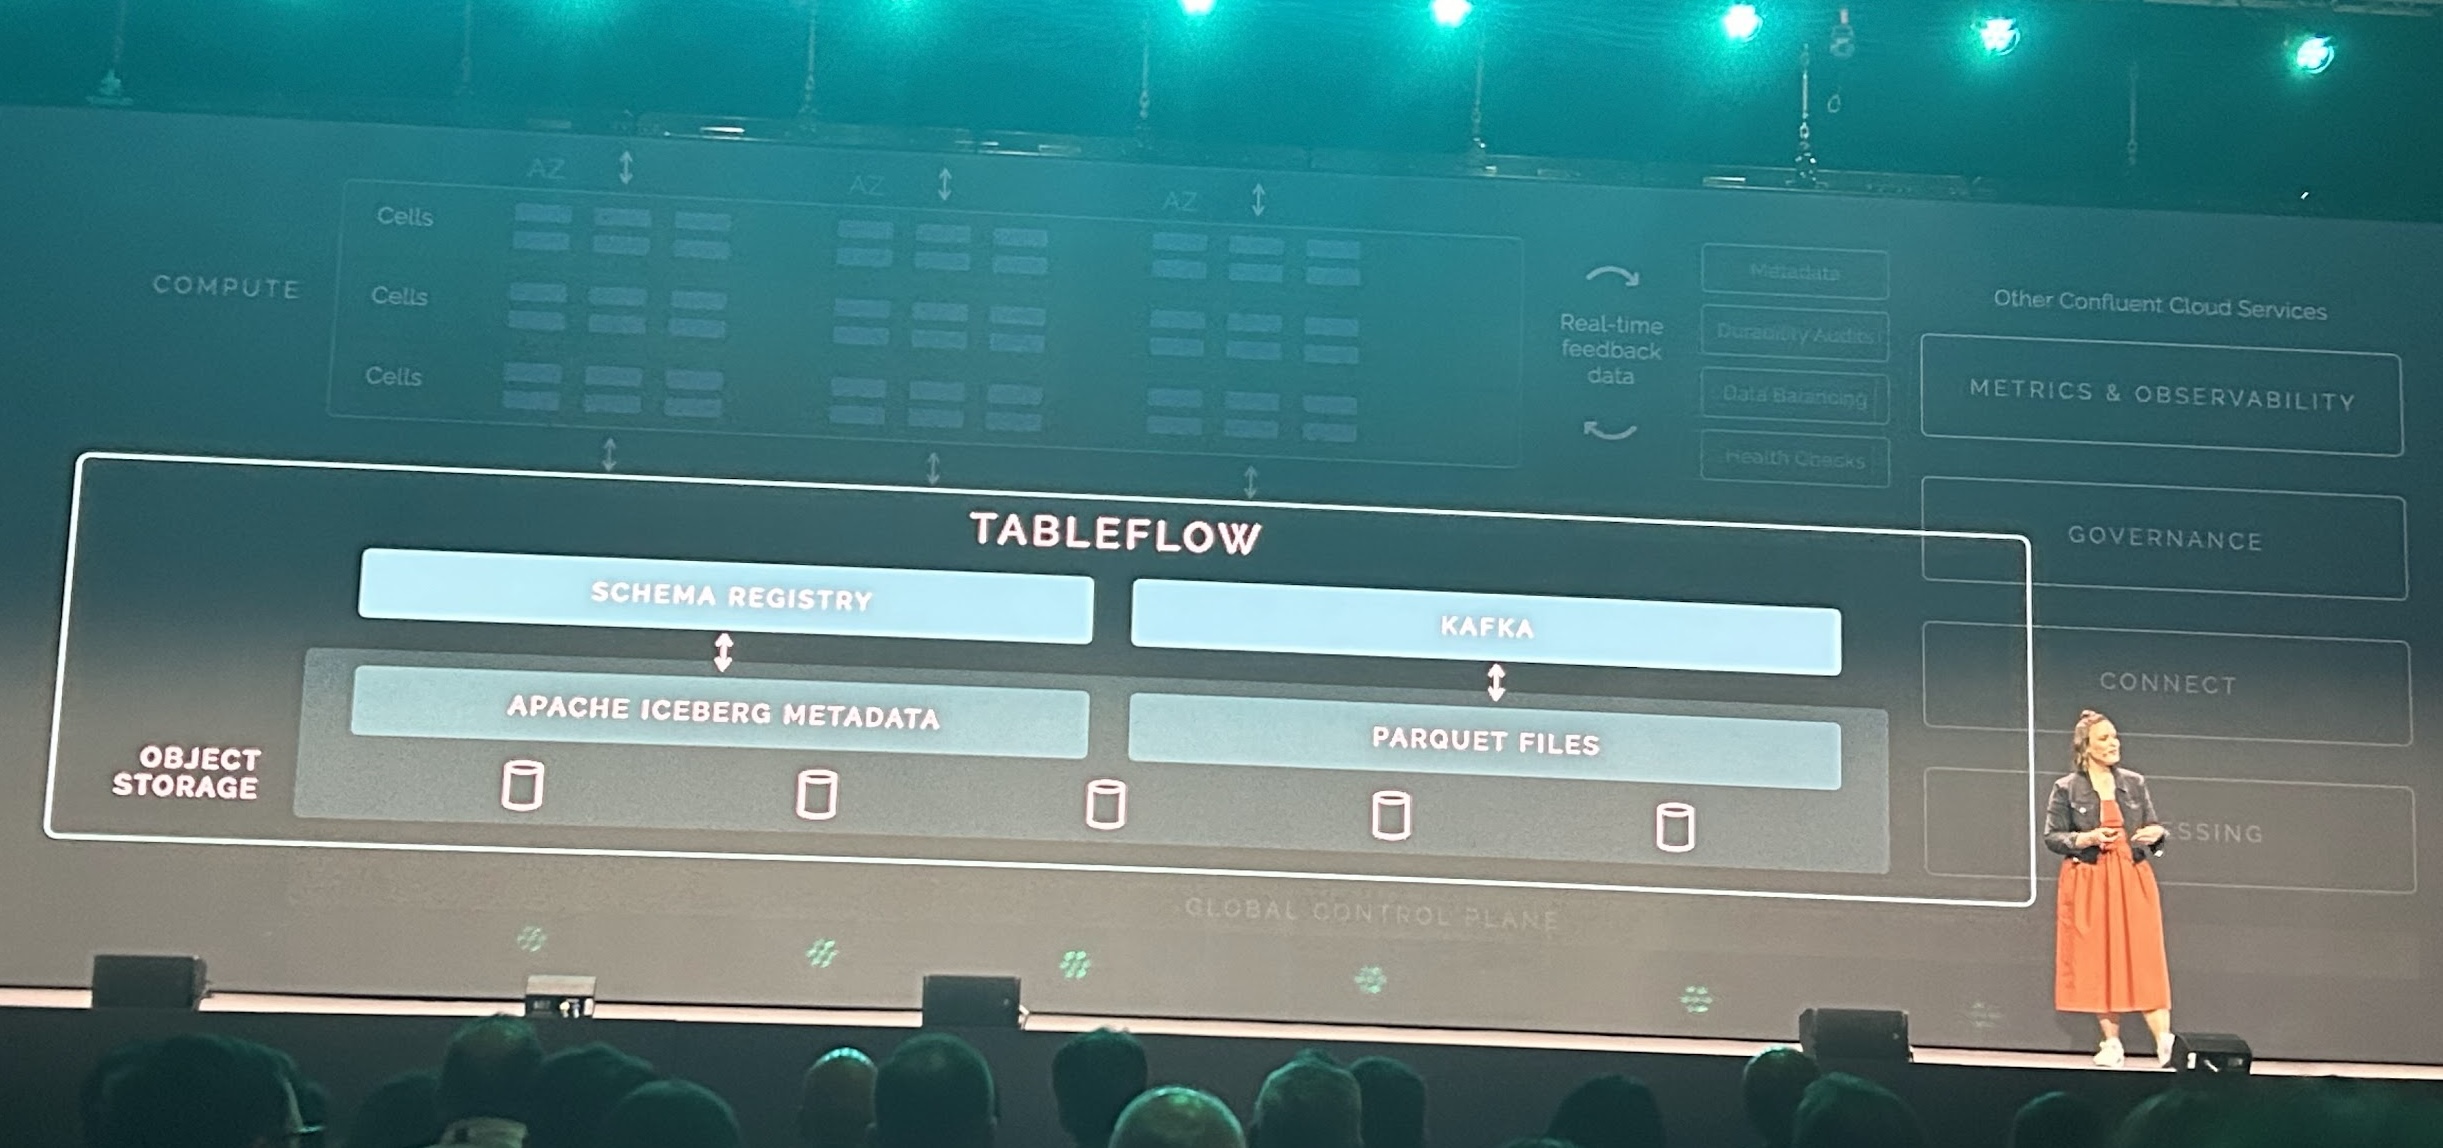 AZ
AZ
AZ
Cells
COMPUTE
Cells
Cells
Real-time
feedback
data
Metadata
Durability Audits
Data Balancing
Health Checks
Other Confluent Cloud Services
METRICS & OBSERVABILITY
GOVERNANCE
CONNECT
ESSING
TABLEFLOW
SCHEMA REGISTRY
KAFKA
APACHE ICEBERG METADATA
PARQUET FILES
OBJECT
STORAGE
GLOBAL CONTROL PLANE